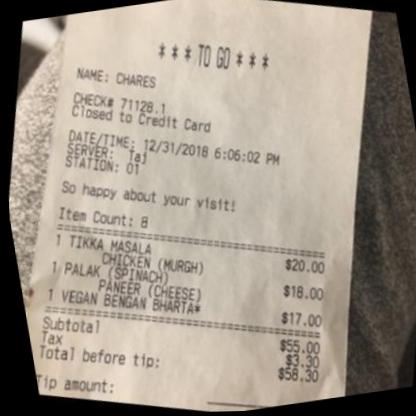 *** TO GO ***
NAME: CHARES
CHECK# 71128.1
Closed to Credit Card
DATE/TIME: 12/31/2018 6:06:02 PM
SERVER: Taj
STATION: 01
So happy about your visit!
Item Count: 8
1 TIKKA MASALA
CHICKEN (MURGH) $20.00
1 PALAK (SPINACH)
PANEER (CHEESE) $18.00
1 VEGAN BENGAN BHARTA* $17.00
Subtotal $55.00
Tax $3.30
Total before tip: $58.30
Tip amount: